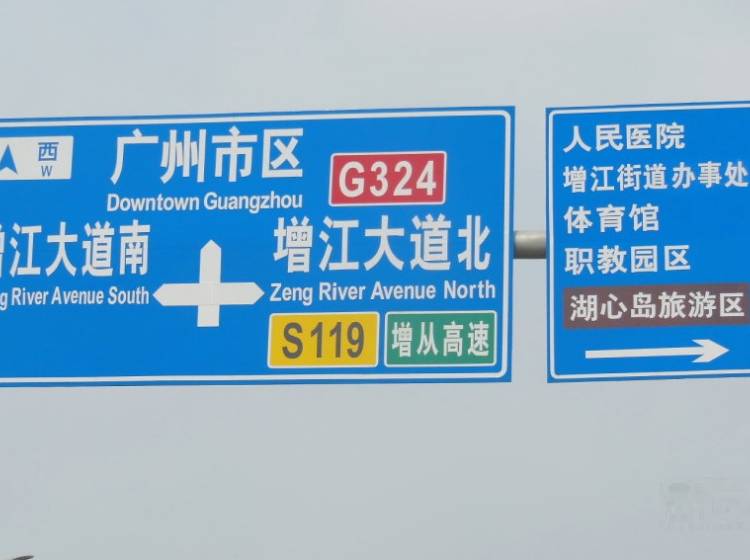 西
W
广州市区
Downtown Guangzhou
G324
江大道南
River Avenue South
增江大道北
Zeng River Avenue North
S119
增从高速
人民医院
增江街道办事处
体育馆
职教园区
湖心岛旅游区